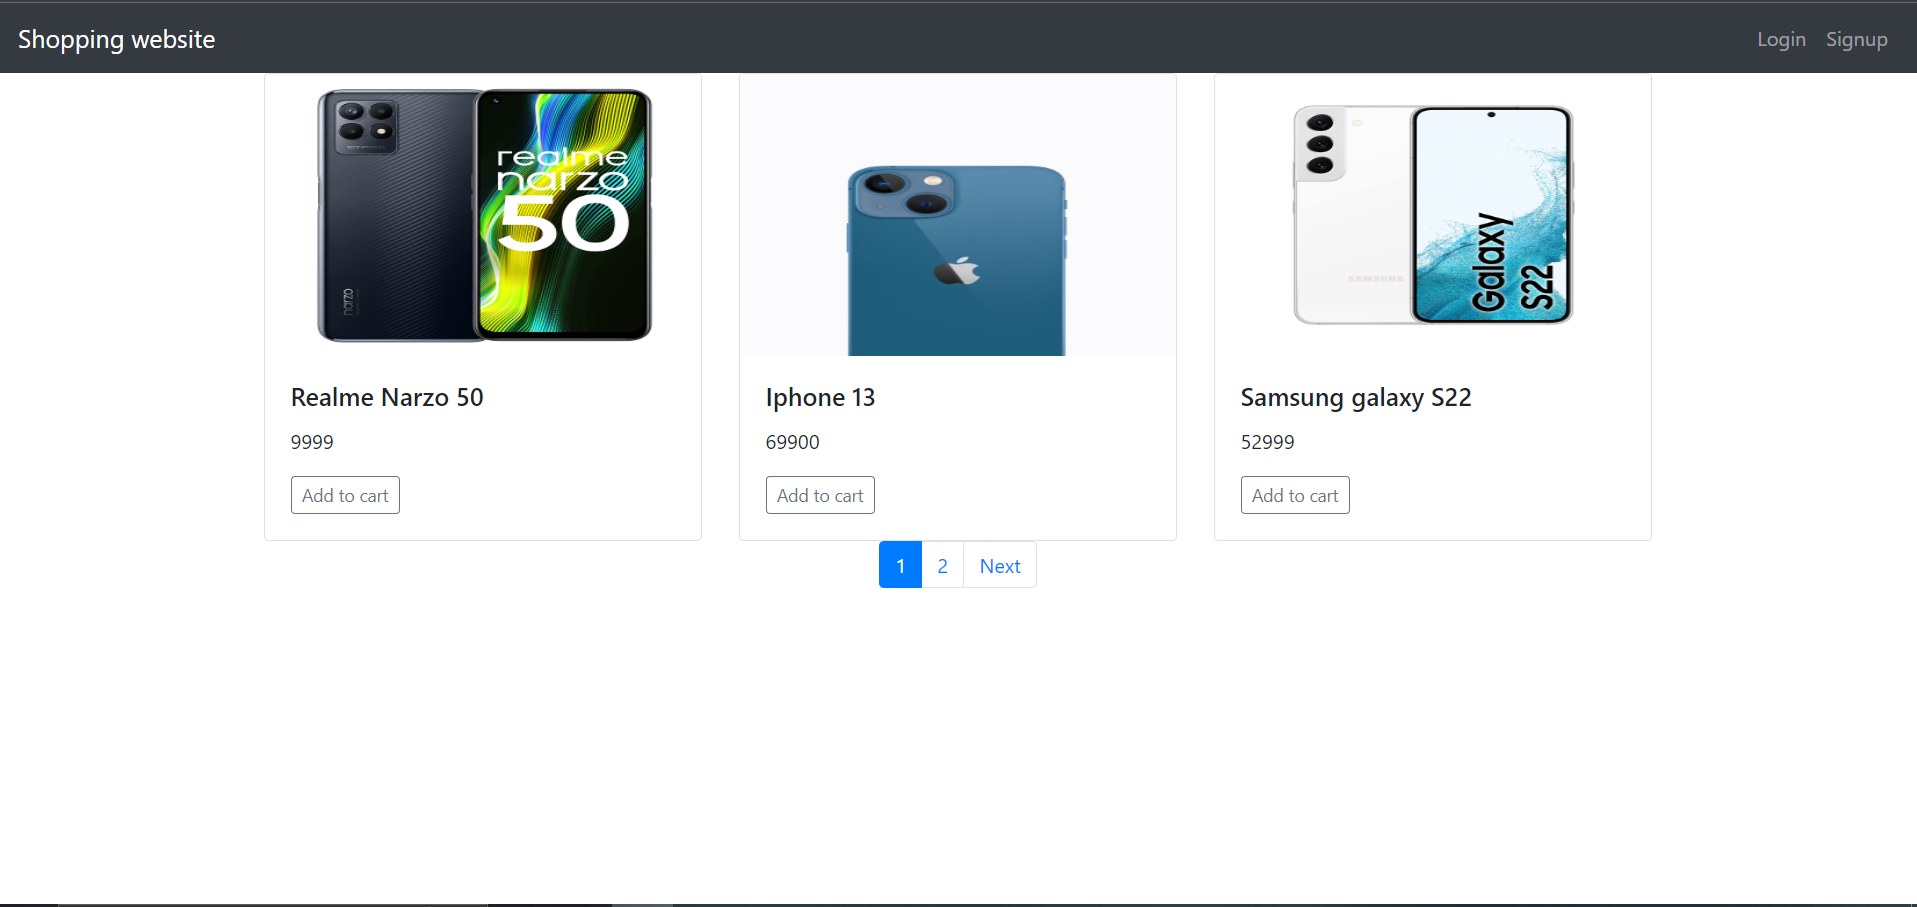 Shopping website
Login Signup
realme
narzo
50
narzo
SAMSUNG
Galaxy
S22
Realme Narzo 50
9999
Add to cart
Iphone 13
69900
Add to cart
Samsung galaxy S22
52999
Add to cart
1 2 Next